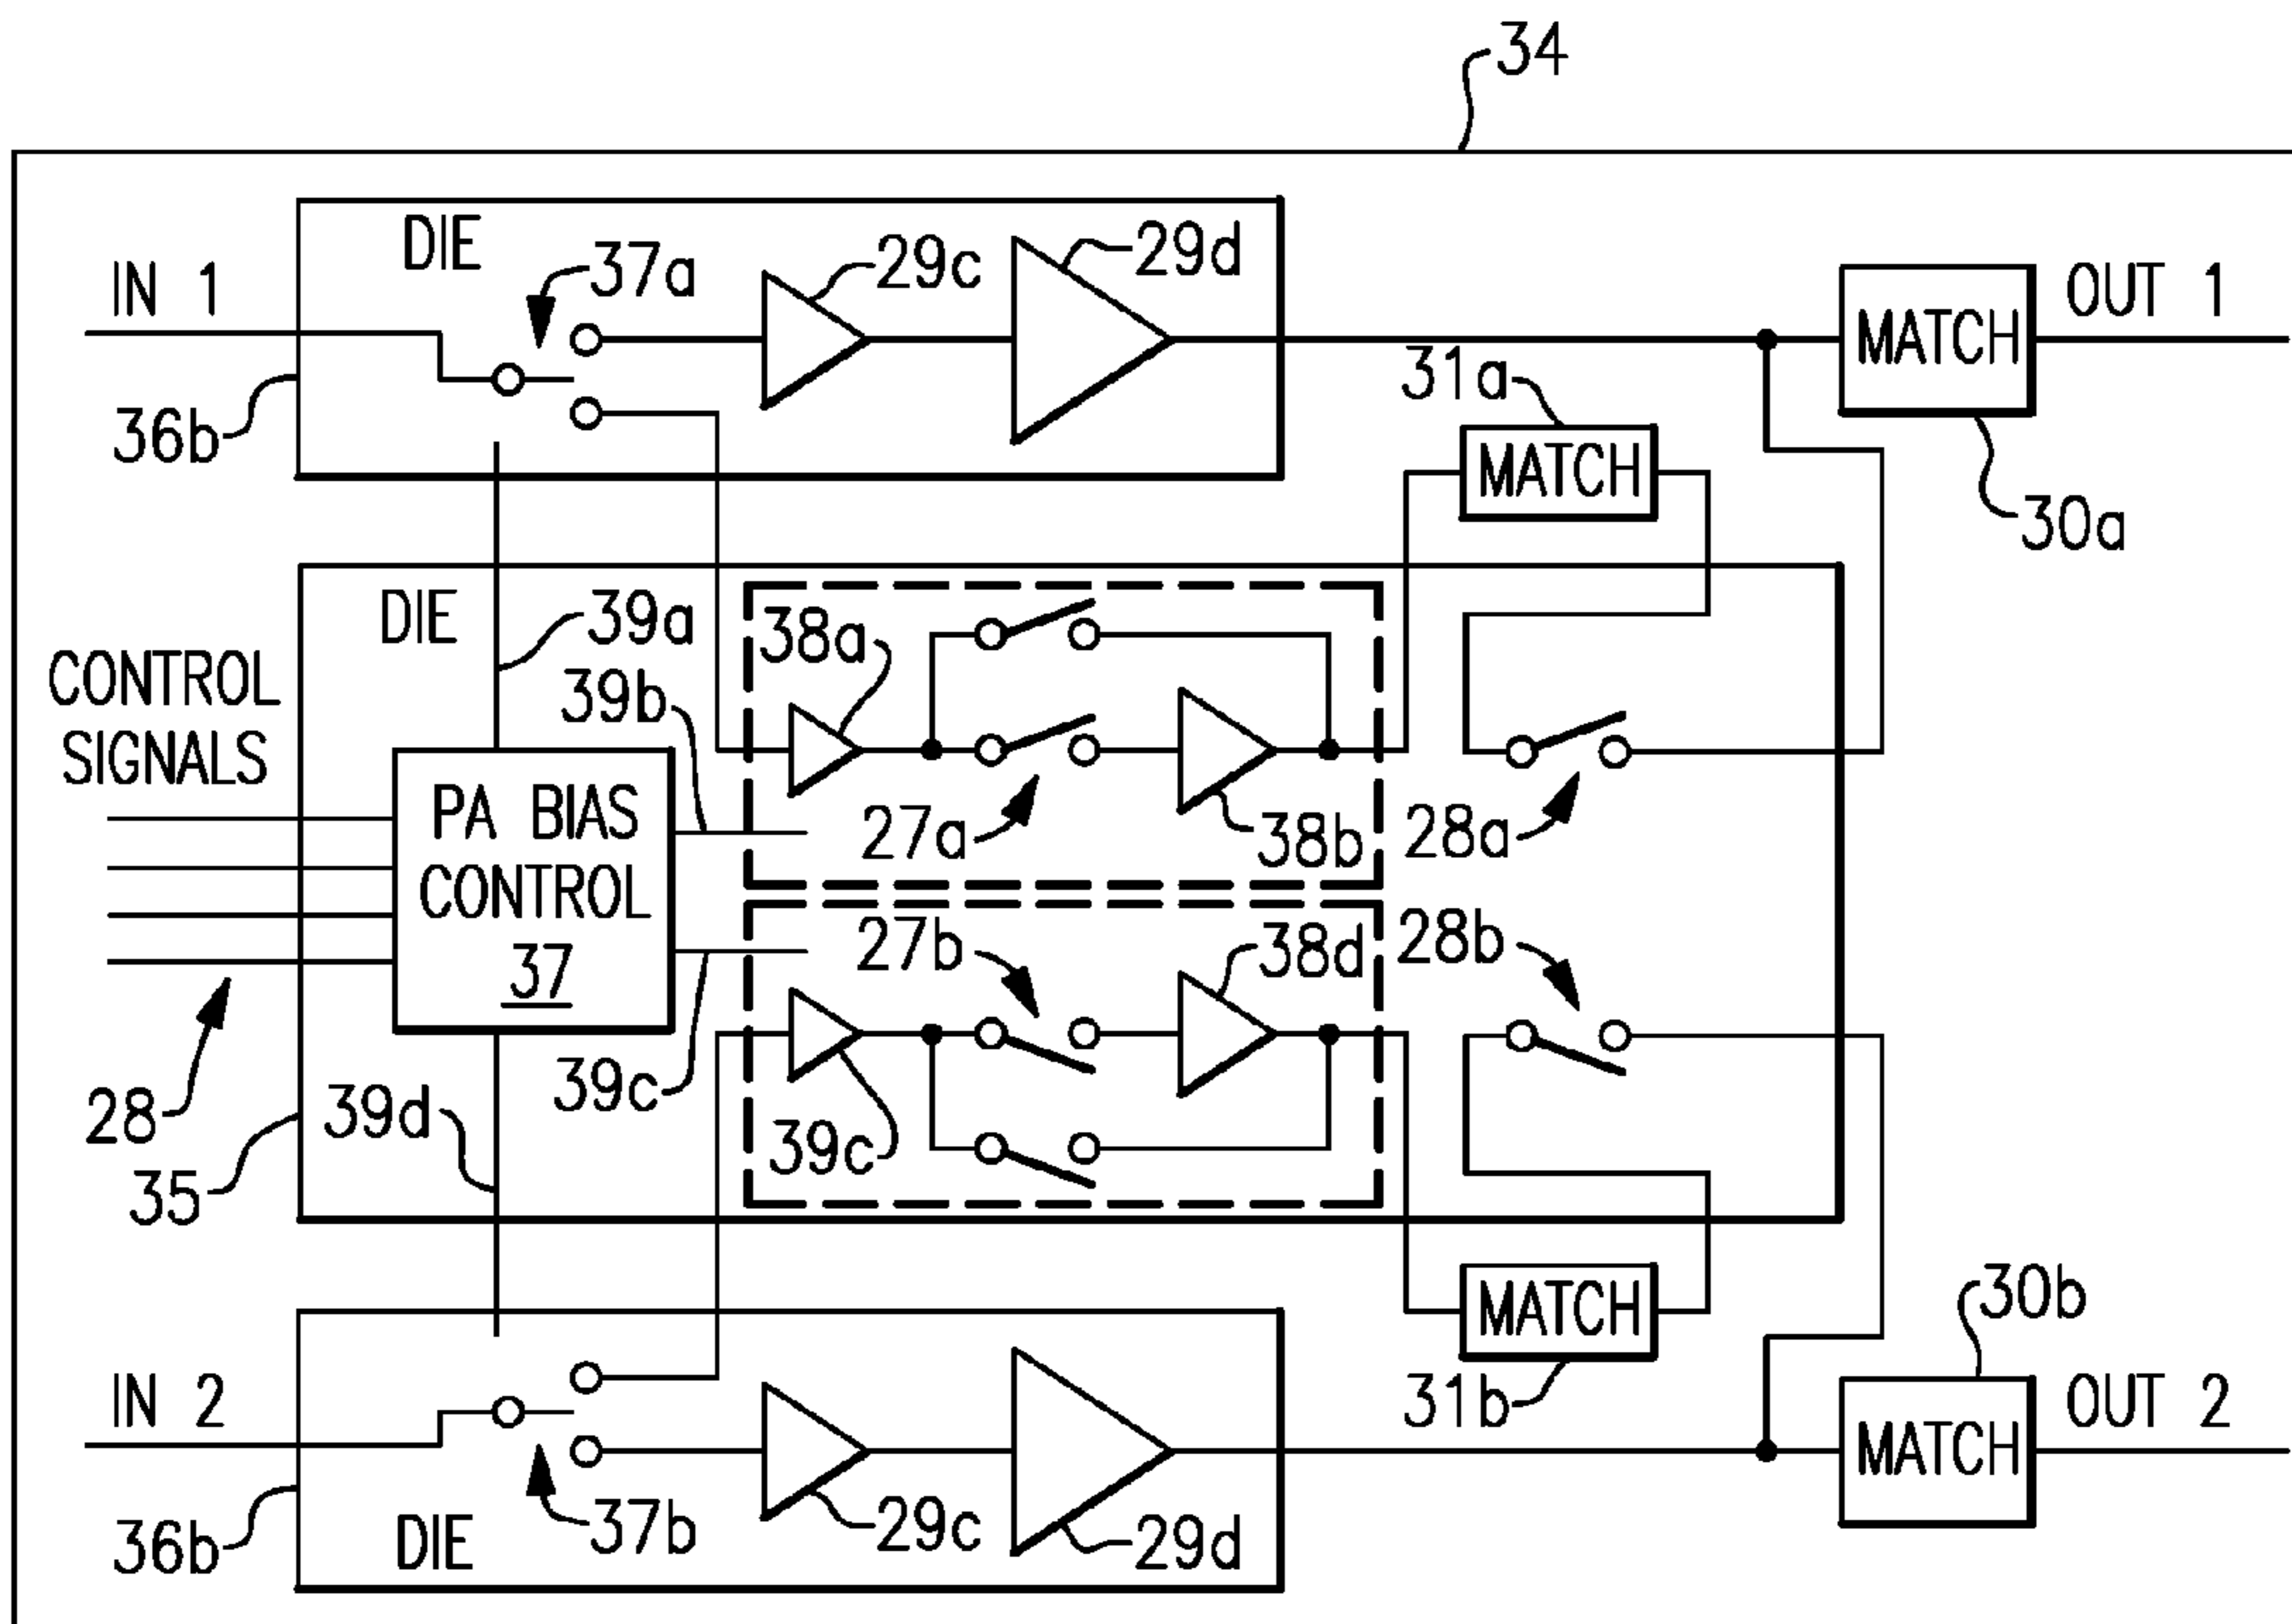 34
DIE
IN 1
37a
29c
29d
OUT 1
MATCH
31a
MATCH
36b
30a
DIE
39a
38a
CONTROL
SIGNALS
39b
PA BIAS
CONTROL
37
27a
38b
28a
27b
38d
28b
28
39d
39c
39c
35
MATCH
31b
30b
IN 2
OUT 2
MATCH
36b
DIE
37b
29c
29d